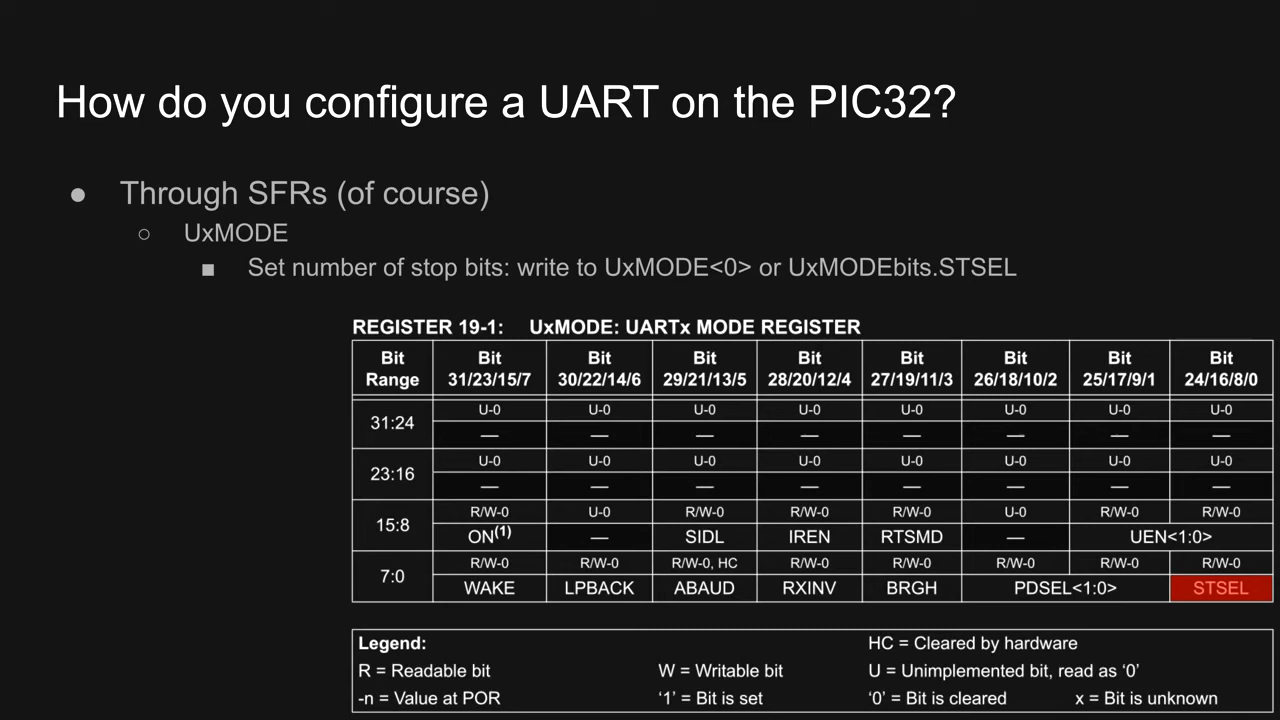 How do you configure a UART on the PIC32?
● Through SFRs (of course)
○ UxMODE
■ Set number of stop bits: write to UxMODE<0> or UxMODEbits.STSEL
REGISTER 19-1: UxMODE: UARTx MODE REGISTER
Bit Range Bit 31/23/15/7 Bit 30/22/14/6 Bit 29/21/13/5 Bit 28/20/12/4 Bit 27/19/11/3 Bit 26/18/10/2 Bit 25/17/9/1 Bit 24/16/8/0
31:24 U-0 U-0 U-0 U-0 U-0 U-0 U-0 U-0
— — — — — — — —
23:16 U-0 U-0 U-0 U-0 U-0 U-0 U-0 U-0
— — — — — — — —
15:8 R/W-0 U-0 R/W-0 R/W-0 R/W-0 U-0 R/W-0 R/W-0
ON(1) — SIDL IREN RTSMD — UEN<1:0>
7:0 R/W-0 R/W-0 R/W-0, HC R/W-0 R/W-0 R/W-0 R/W-0 R/W-0
WAKE LPBACK ABAUD RXINV BRGH PDSEL<1:0> STSEL
Legend: HC = Cleared by hardware
R = Readable bit W = Writable bit U = Unimplemented bit, read as ‘0’
-n = Value at POR ‘1’ = Bit is set ‘0’ = Bit is cleared x = Bit is unknown